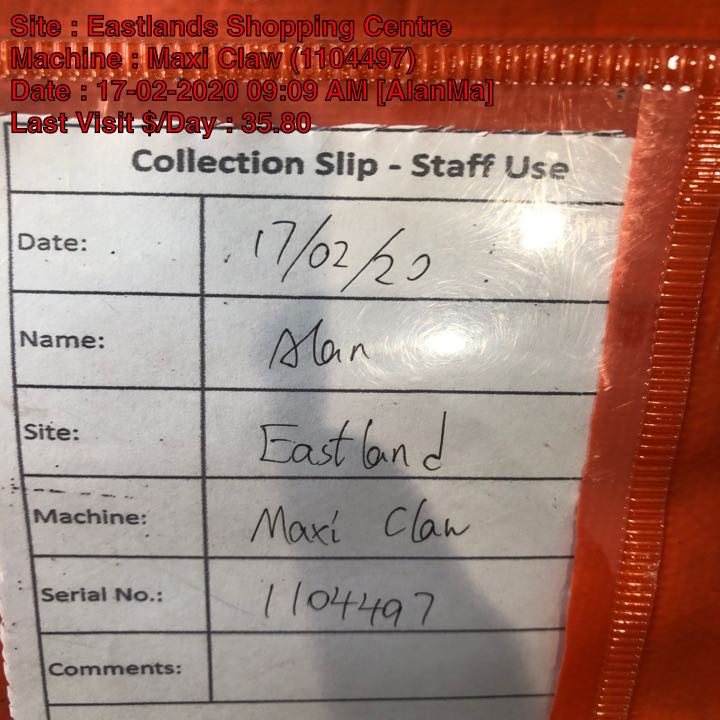 Site : Eastlands Shopping Centre
Machine : Maxi Claw (1104497)
Date : 17-02-2020 09:09 AM [AlanMa]
Last Visit $/Day : 35.80
Collection Slip - Staff Use
Date: 17/02/20
Name: Alan
Site: Eastland
Machine: Maxi Claw
Serial No.: 1104497
Comments: